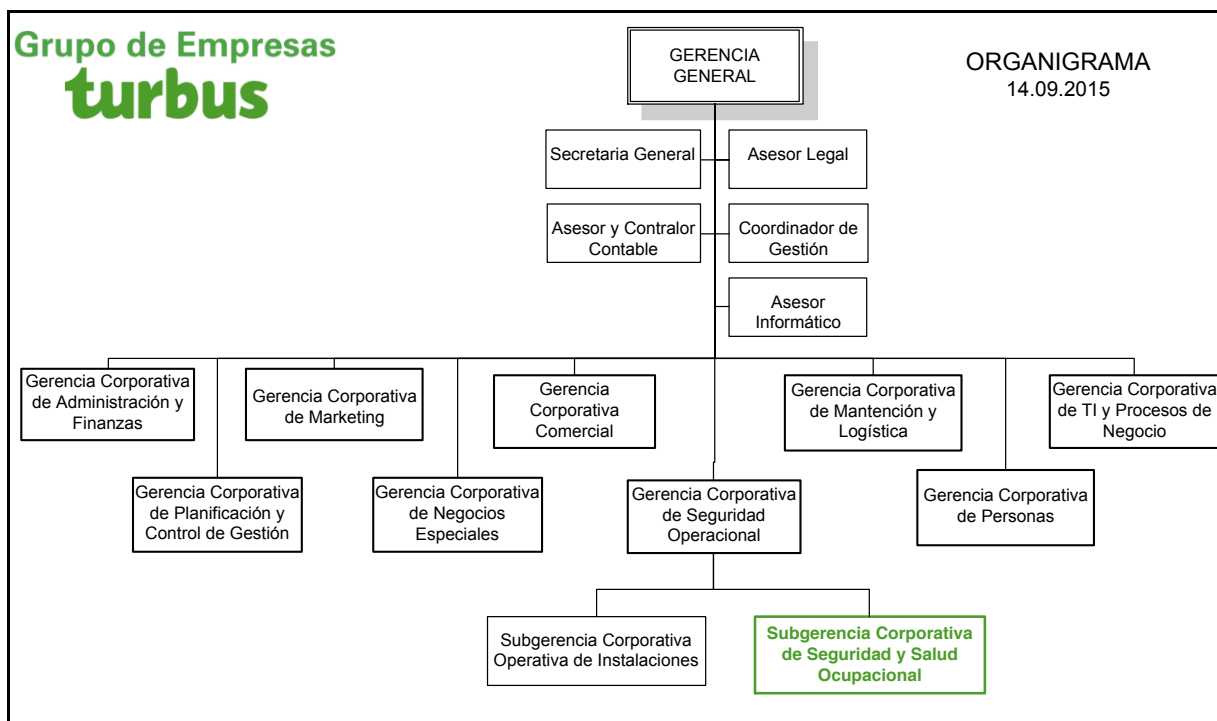 Grupo de Empresas
turbus
GERENCIA
GENERAL
ORGANIGRAMA
14.09.2015
Secretaria General
Asesor Legal
Asesor y Contralor
Contable
Coordinador de
Gestión
Asesor
Informático
Gerencia Corporativa
de Administración y
Finanzas
Gerencia Corporativa
de Marketing
Gerencia
Corporativa
Comercial
Gerencia Corporativa
de Mantención y
Logística
Gerencia Corporativa
de TI y Procesos de
Negocio
Gerencia Corporativa
de Planificación y
Control de Gestión
Gerencia Corporativa
de Negocios
Especiales
Gerencia Corporativa
de Seguridad
Operacional
Gerencia Corporativa
de Personas
Subgerencia Corporativa
Operativa de Instalaciones
Subgerencia Corporativa
de Seguridad y Salud
Ocupacional